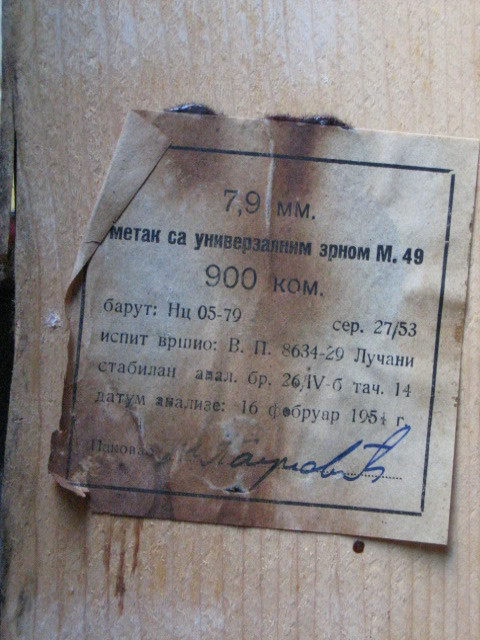 7,9 мм.
метак са универзалним зрном М. 49
900 ком.
барут: Нц 05-79 сер. 27/53
испит вршио: В. П. 8634-29 Лучани
стабилан анал. бр. 26/IV-б тач. 14
датум анализе: 16 фебруар 1954 г.